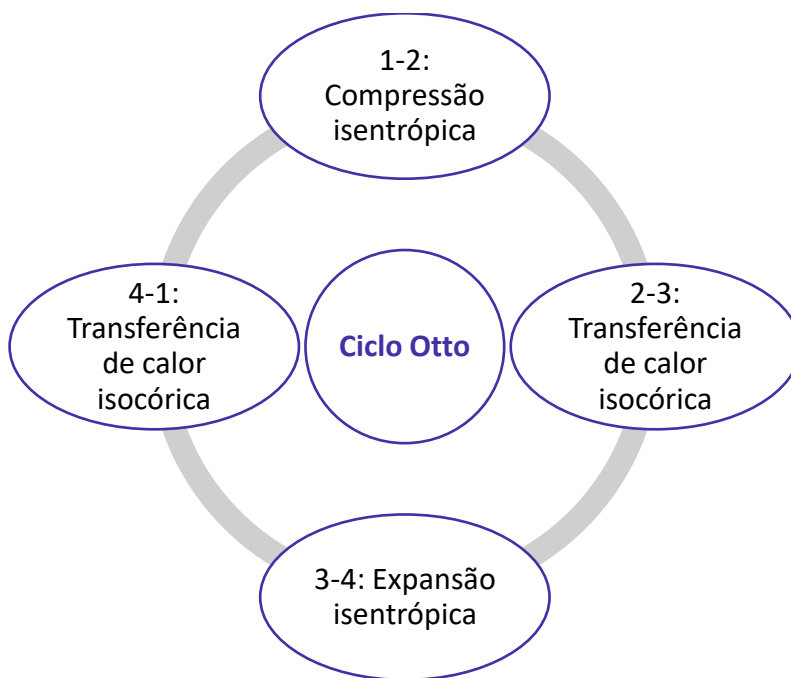 1-2:
Compressão
isentrópica
4-1:
Transferência
de calor
isocórica
Ciclo Otto
2-3:
Transferência
de calor
isocórica
3-4: Expansão
isentrópica